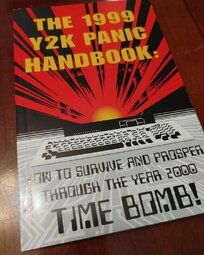 THE 1999
Y2K PANIC
HANDBOOK:
HOW TO SURVIVE AND PROSPER
THROUGH THE YEAR 2000
TIME BOMB!